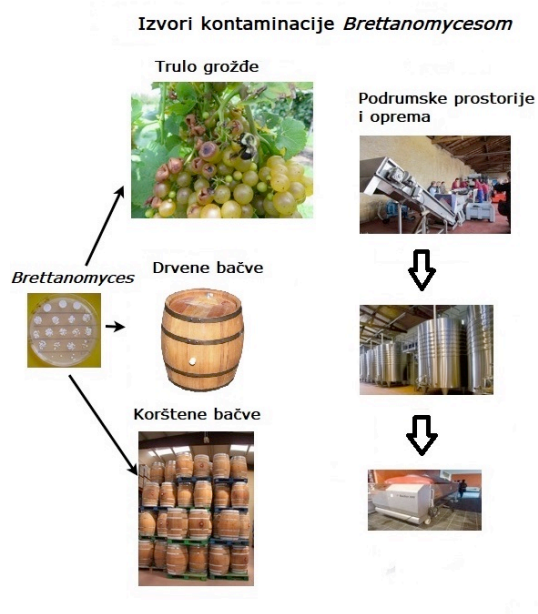 Izvori kontaminacije Brettanomycesom
Trulo grožđe
Podrumske prostorije
i oprema
Brettanomyces
Drvene bačve
Korštene bačve